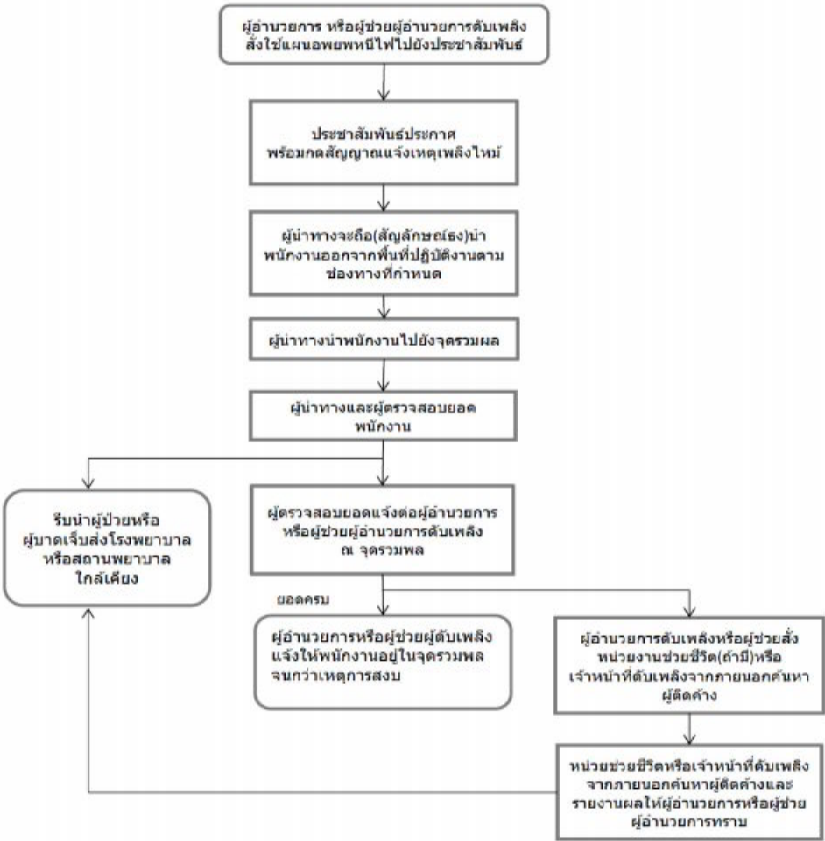 ผู้อำนวยการ หรือผู้ช่วยผู้อำนวยการดับเพลิง
สั่งใช้แผนอพยพหนีไฟไปยังประชาสัมพันธ์
ประชาสัมพันธ์ประกาศ
พร้อมกดสัญญาณแจ้งเหตุเพลิงไหม้
ผู้นำทางจะถือ(สัญลักษณ์ธง)นำ
พนักงานออกจากพื้นที่ปฏิบัติงานตาม
ช่องทางที่กำหนด
ผู้นำทางนำพนักงานไปยังจุดรวมผล
ผู้นำทางและผู้ตรวจสอบยอด
พนักงาน
รีบนำผู้ป่วยหรือ
ผู้บาดเจ็บส่งโรงพยาบาล
หรือสถานพยาบาล
ใกล้เคียง
ผู้ตรวจสอบยอดแจ้งต่อผู้อำนวยการ
หรือผู้ช่วยผู้อำนวยการดับเพลิง
ณ จุดรวมพล
ยอดครบ
ผู้อำนวยการหรือผู้ช่วยผู้ดับเพลิง
แจ้งให้พนักงานอยู่ในจุดรวมพล
จนกว่าเหตุการสงบ
ผู้อำนวยการดับเพลิงหรือผู้ช่วยสั่ง
หน่วยงานช่วยชีวิต(ถ้ามี)หรือ
เจ้าหน้าที่ดับเพลิงจากภายนอกค้นหา
ผู้ติดค้าง
หน่วยช่วยชีวิตหรือเจ้าหน้าที่ดับเพลิง
จากภายนอกค้นหาผู้ติดค้างและ
รายงานผลให้ผู้อำนวยการหรือผู้ช่วย
ผู้อำนวยการทราบ